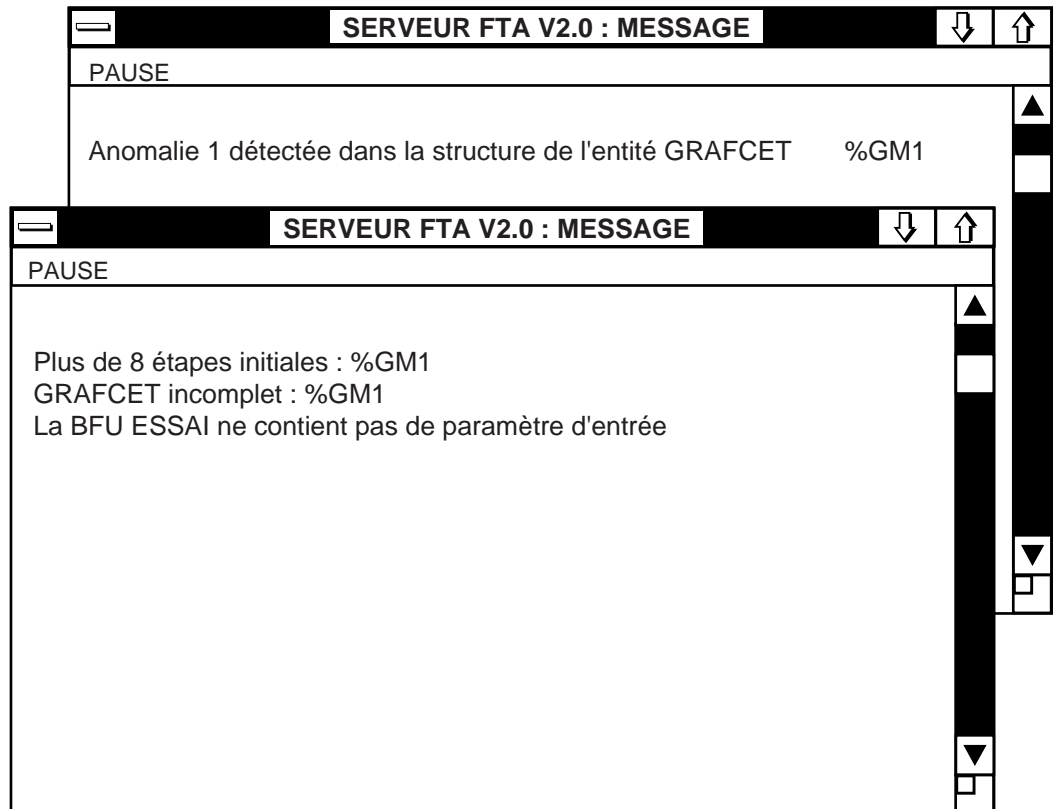 SERVEUR FTA V2.0 : MESSAGE
PAUSE
Anomalie 1 détectée dans la structure de l'entité GRAFCET %GM1
SERVEUR FTA V2.0 : MESSAGE
PAUSE
Plus de 8 étapes initiales : %GM1
GRAFCET incomplet : %GM1
La BFU ESSAI ne contient pas de paramètre d'entrée